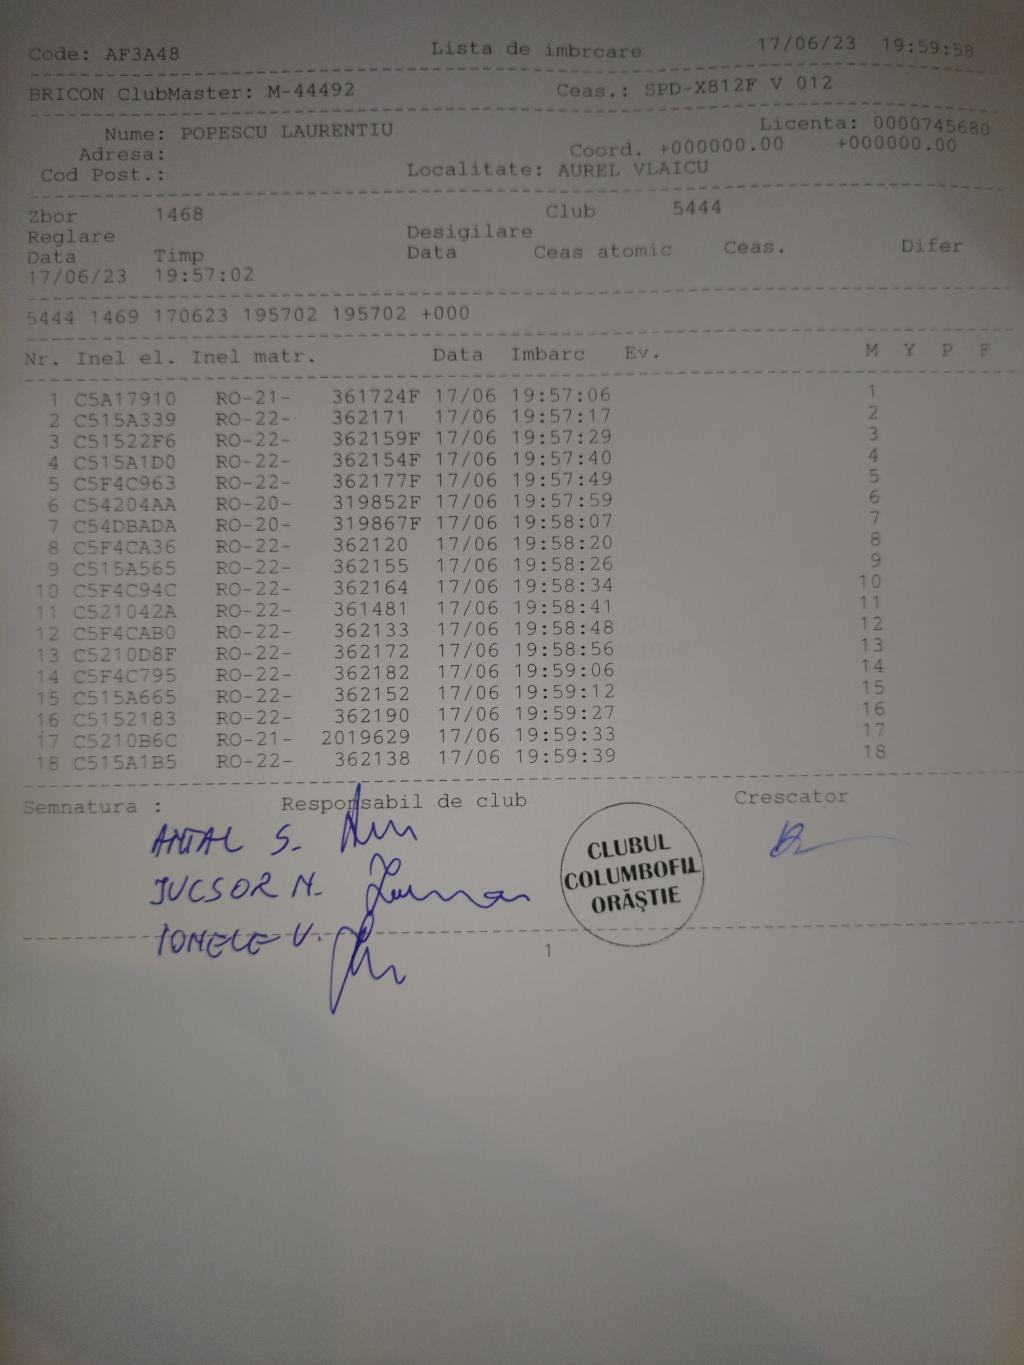 Code: AF3A48 Lista de imbrcare 17/06/23 19:59:58
BRICON ClubMaster: M-44492 Ceas.: SPD-X812F V 012
Nume: POPESCU LAURENTIU Licenta: 0000745680
Adresa: Coord. +000000.00 +000000.00
Cod Post.: Localitate: AUREL VLAICU
Zbor 1468 Club 5444
Reglare Desigilare
Data Timp Data Ceas atomic Ceas. Difer
17/06/23 19:57:02
5444 1469 170623 195702 195702 +000
Nr. Inel el. Inel matr. Data Imbarc Ev. M Y P F
1 C5A17910 RO-21- 361724F 17/06 19:57:06 1
2 C515A339 RO-22- 362171 17/06 19:57:17 2
3 C51522F6 RO-22- 362159F 17/06 19:57:29 3
4 C515A1D0 RO-22- 362154F 17/06 19:57:40 4
5 C5F4C963 RO-22- 362177F 17/06 19:57:49 5
6 C54204AA RO-20- 319852F 17/06 19:57:59 6
7 C54DBADA RO-20- 319867F 17/06 19:58:07 7
8 C5F4CA36 RO-22- 362120 17/06 19:58:20 8
9 C515A565 RO-22- 362155 17/06 19:58:26 9
10 C5F4C94C RO-22- 362164 17/06 19:58:34 10
11 C521042A RO-22- 361481 17/06 19:58:41 11
12 C5F4CAB0 RO-22- 362133 17/06 19:58:48 12
13 C5210D8F RO-22- 362172 17/06 19:58:56 13
14 C5F4C795 RO-22- 362182 17/06 19:59:06 14
15 C515A665 RO-22- 362152 17/06 19:59:12 15
16 C5152183 RO-22- 362190 17/06 19:59:27 16
17 C5210B6C RO-21- 2019629 17/06 19:59:33 17
18 C515A1B5 RO-22- 362138 17/06 19:59:39 18
Semnatura : Responsabil de club Crescator
ANTAL S.
JUCSOR N.
IONELE V.
CLUBUL
COLUMBOFIL
ORĂŞTIE
1